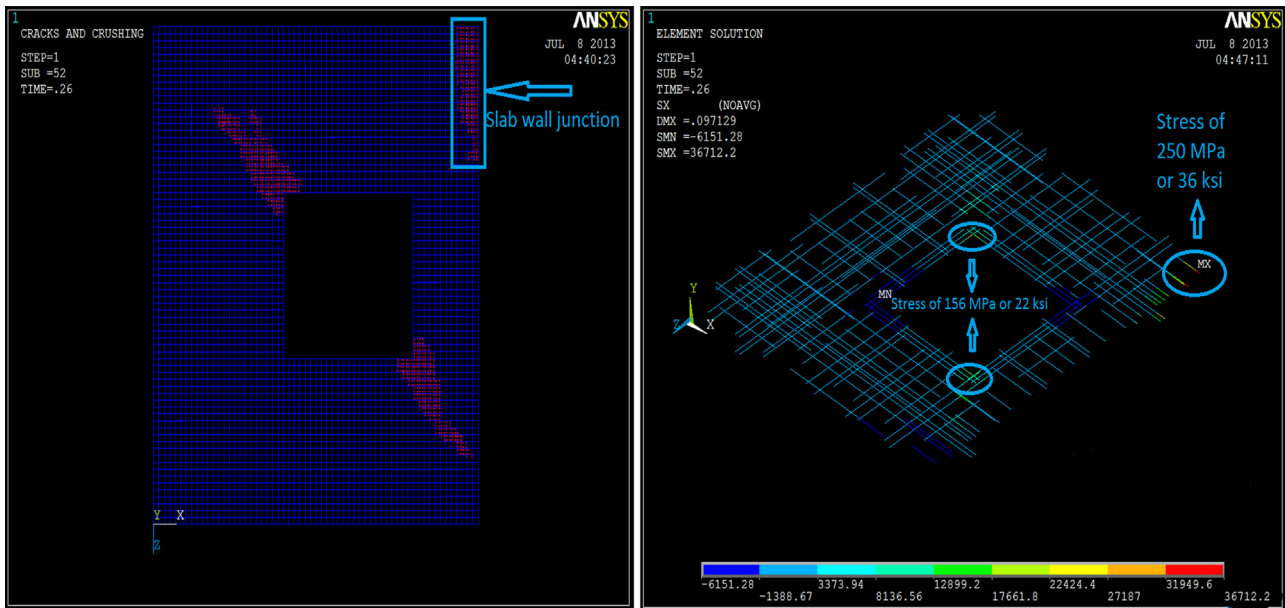 1
ANSYS
CRACKS AND CRUSHING
JUL 8 2013
04:40:23
STEP=1
SUB =52
TIME=.26
Slab wall junction
Y
X
Z
1
ANSYS
ELEMENT SOLUTION
JUL 8 2013
04:47:11
STEP=1
SUB =52
TIME=.26
SX (NOAVG)
DMX =.097129
SMN =-6151.28
SMX =36712.2
Stress of
250 MPa
or 36 ksi
MX
MN
Stress of 156 MPa or 22 ksi
Y
Z
X
-6151.28 3373.94 12899.2 22424.4 31949.6
-1388.67 8136.56 17661.8 27187 36712.2